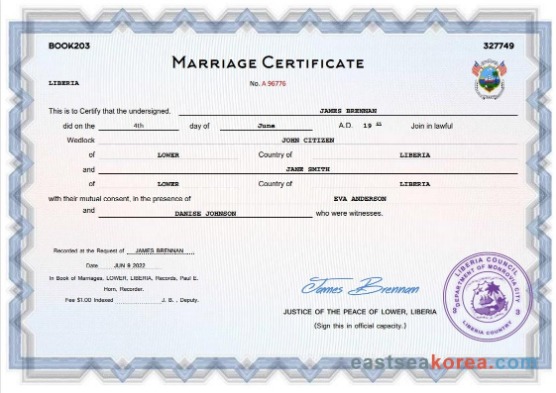 BOOK203 327749
MARRIAGE CERTIFICATE
LIBERIA No. A 96776
This is to Certify that the undersigned. JAMES BRENNAN
did on the 4th day of June A.D. 19 Join in lawful
Wedlock JOHN CITIZEN
of LOWER Country of LIBERIA
and JANE SMITH
of LOWER Country of LIBERIA
with their mutual consent, in the presence of EVA ANDERSON
and DANISE JOHNSON who were witnesses.
Recorded at the Request of JAMES BRENNAN
Date JUN 9 2022
In Book of Marriages, LOWER, LIBERIA, Records, Paul E.
Horn, Recorder.
Fee $1.00 Indexed J. B. . Deputy.
James Brennan
JUSTICE OF THE PEACE OF LOWER, LIBERIA
(Sign this in official capacity.)
LIBERIA COUNCIL
DEPARTMENT OF MONROVIA CITY
LIBERIA COUNTRY
eastseakorea.com